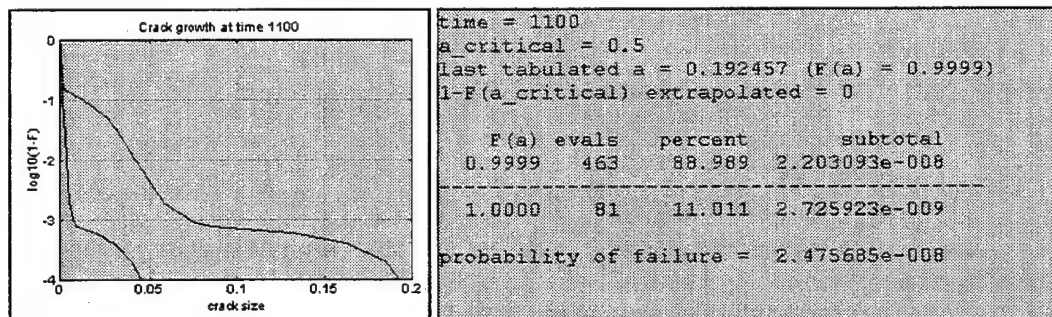 Crack growth at time 1100
0
-1
-2
-3
-4
log10(1-F)
0 0.05 0.1 0.15 0.2
crack size
time = 1100
a_critical = 0.5
last tabulated a = 0.192457 (F(a) = 0.9999)
1-F(a_critical) extrapolated = 0
F(a) evals percent subtotal
0.9999 463 88.989 2.203093e-008
1.0000 81 11.011 2.725923e-009
probability of failure = 2.475685e-008